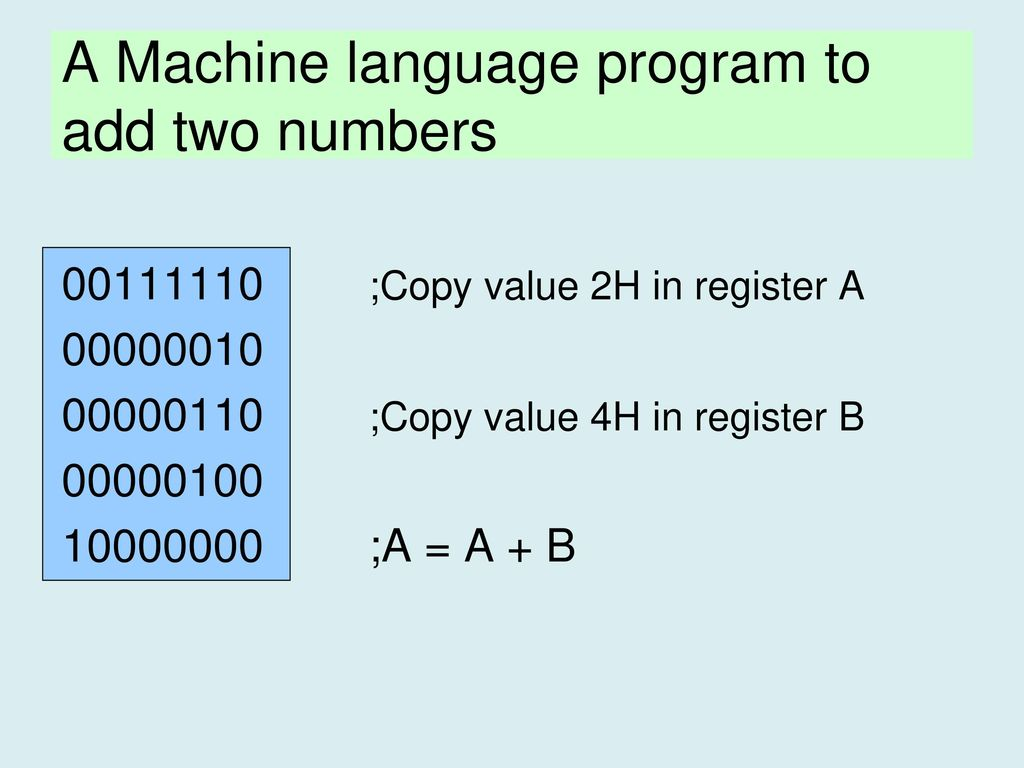 A Machine language program to
add two numbers
00111110 ;Copy value 2H in register A
00000010
00000110 ;Copy value 4H in register B
00000100
10000000 ;A = A + B